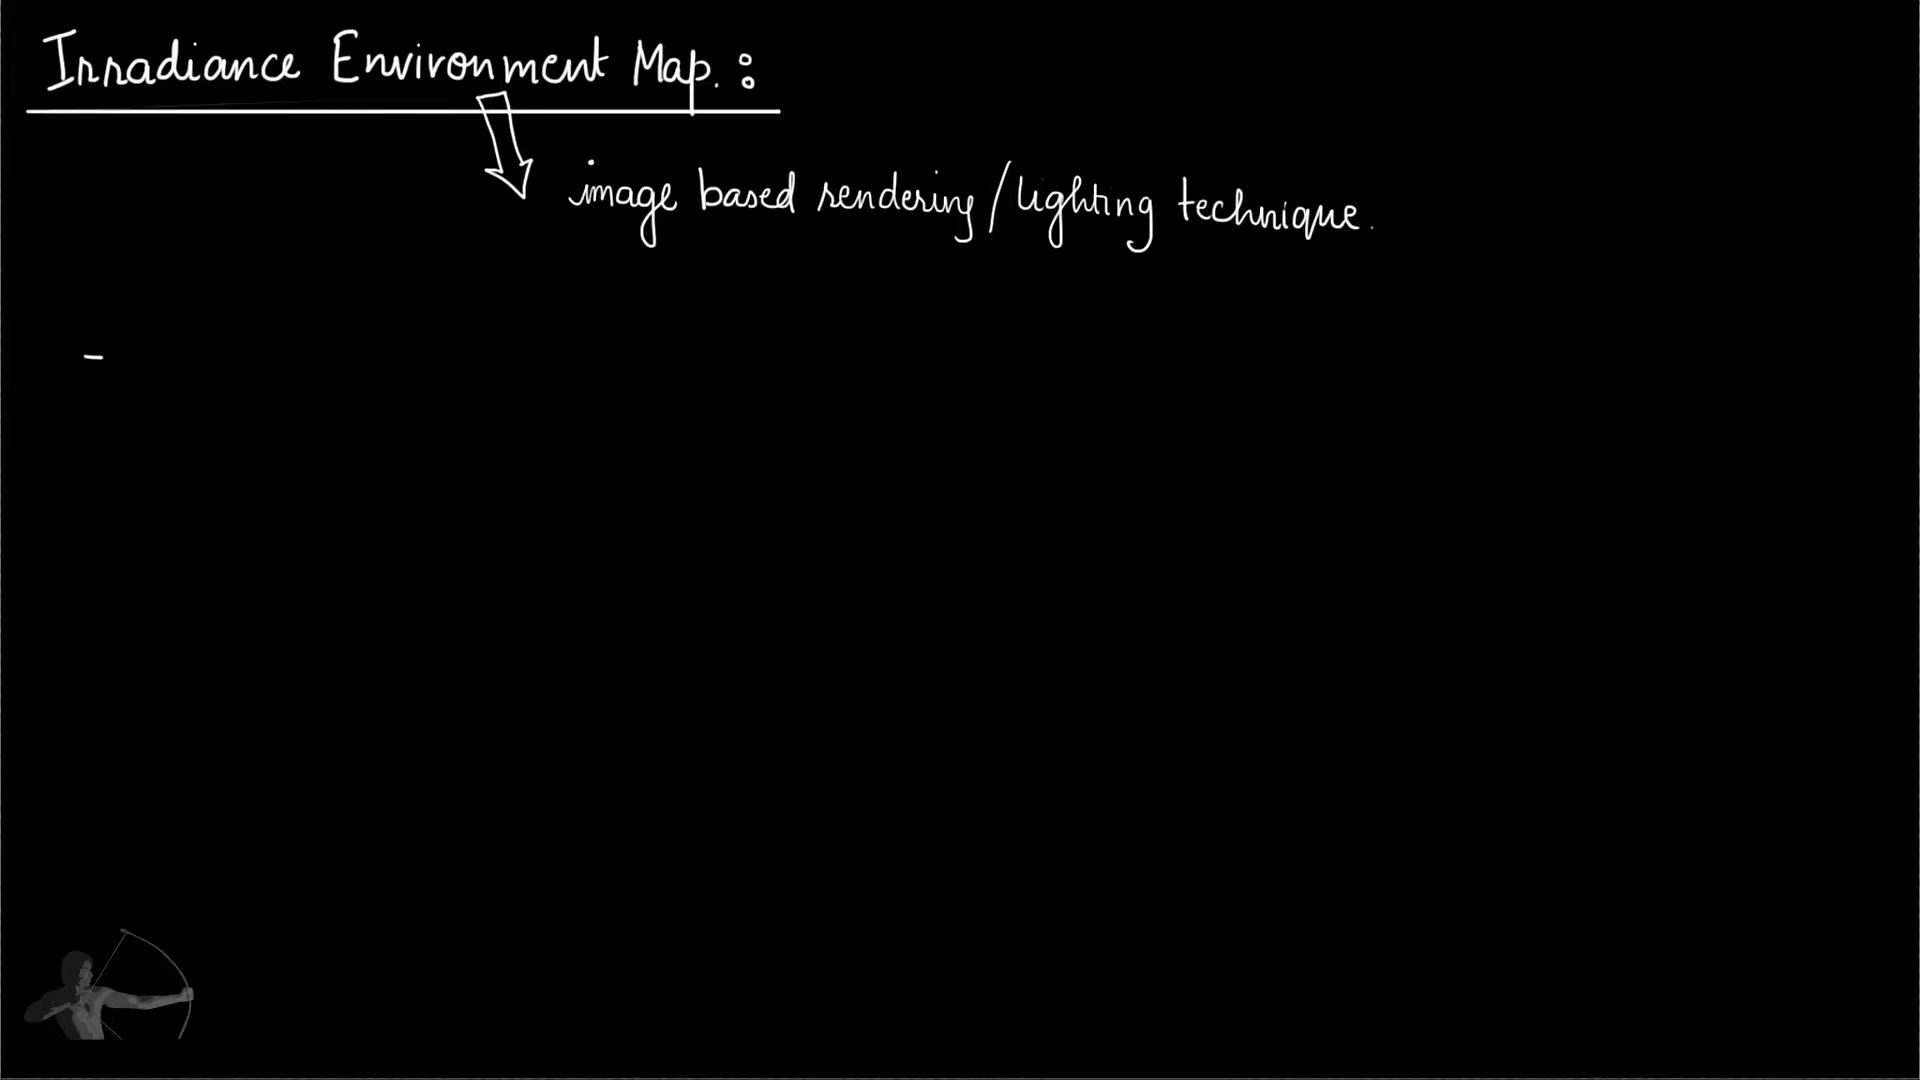 Irradiance Environment Map. :
image based rendering/lighting technique.
-